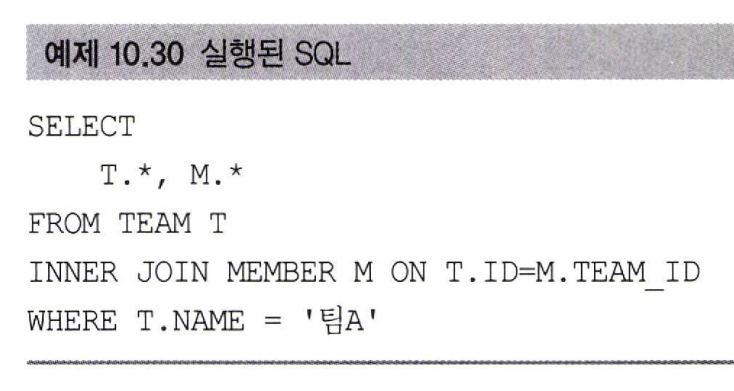 예제 10.30 실행된 SQL
SELECT
T.*, M.*
FROM TEAM T
INNER JOIN MEMBER M ON T.ID=M.TEAM_ID
WHERE T.NAME = '팀A'